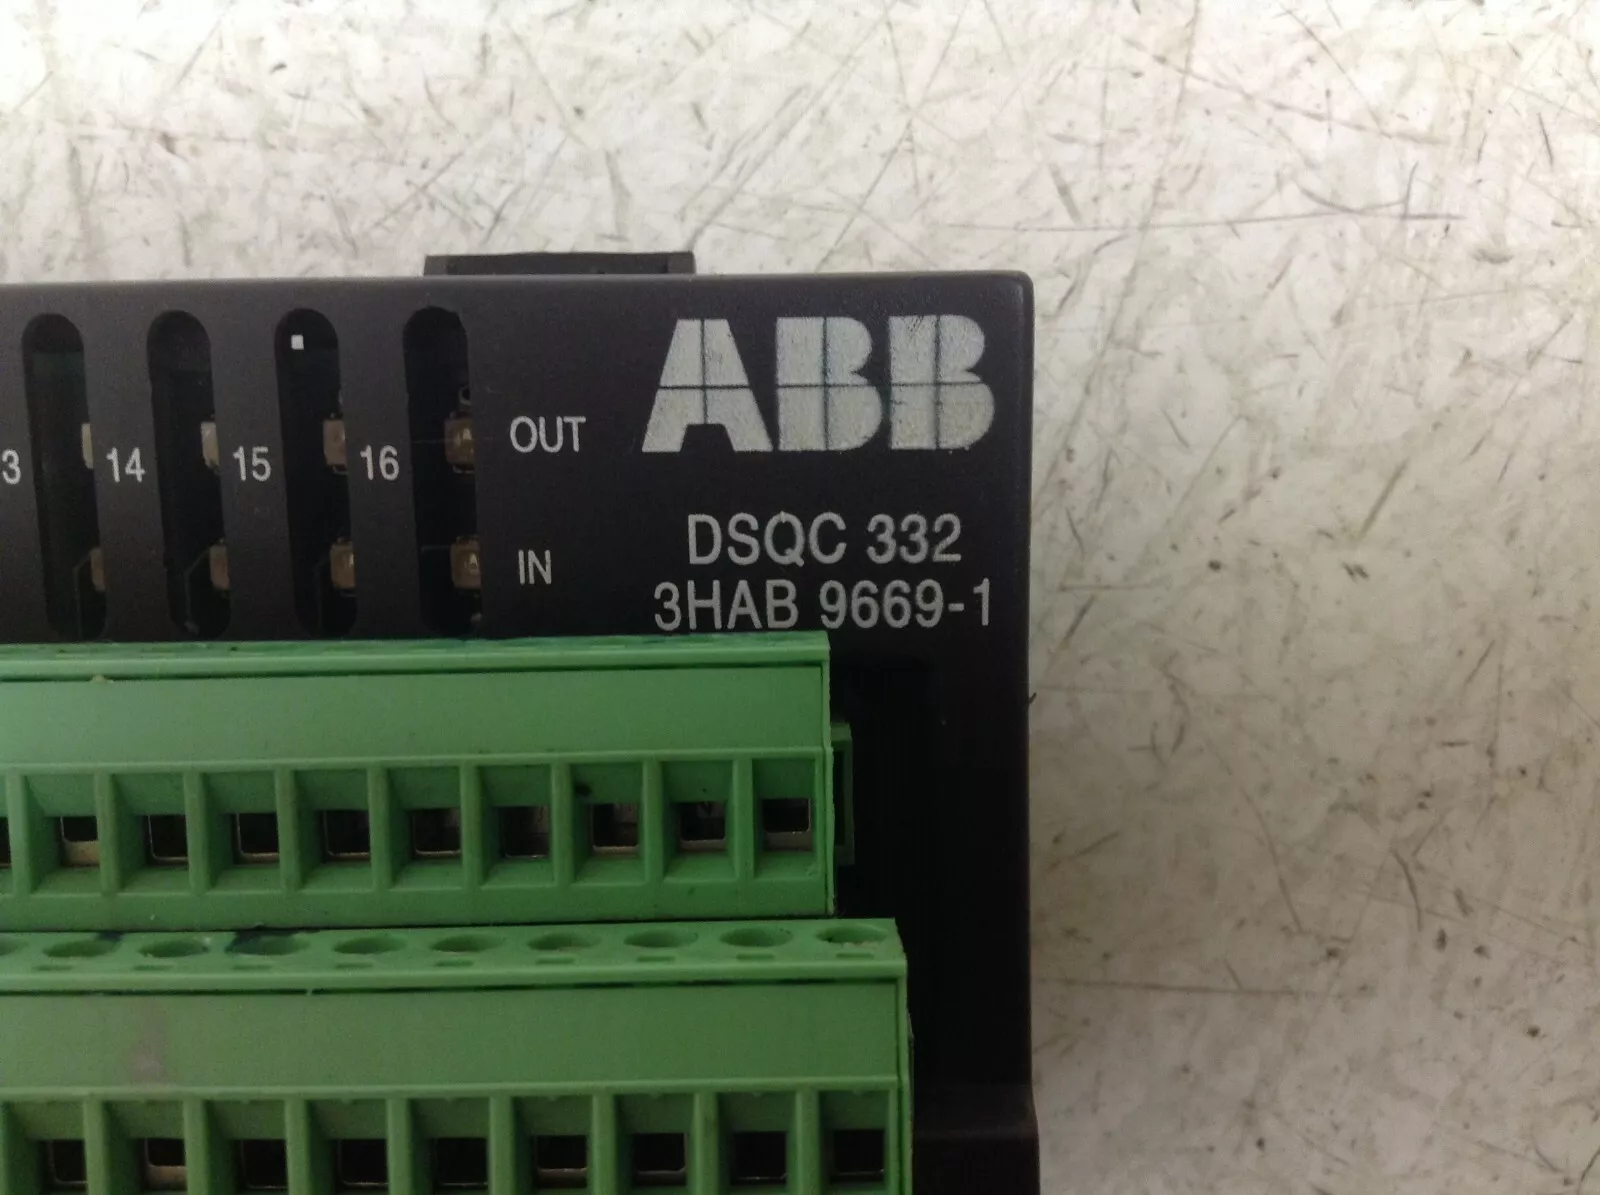 ABB
OUT
3 14 15 16
DSQC 332
IN
3HAB 9669-1